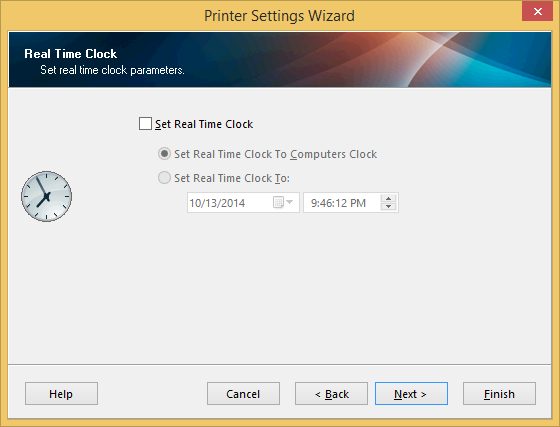 Printer Settings Wizard
Real Time Clock
Set real time clock parameters.
Set Real Time Clock
Set Real Time Clock To Computers Clock
Set Real Time Clock To:
10/13/2014 9:46:12 PM
Help Cancel < Back Next > Finish